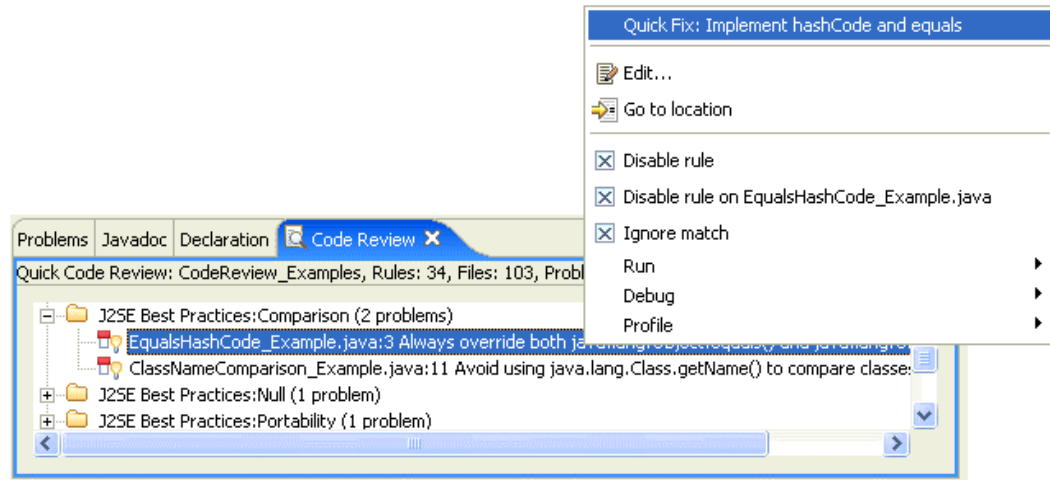 Quick Fix: Implement hashCode and equals
Edit...
Go to location
Disable rule
Disable rule on EqualsHashCode_Example.java
Ignore match
Run
Debug
Profile
Problems Javadoc Declaration Code Review
Quick Code Review: CodeReview_Examples, Rules: 34, Files: 103, Probl
J2SE Best Practices:Comparison (2 problems)
EqualsHashCode_Example.java:3 Always override both
ClassNameComparison_Example.java:11 Avoid using java.lang.Class.getName() to compare classes
J2SE Best Practices:Null (1 problem)
J2SE Best Practices:Portability (1 problem)